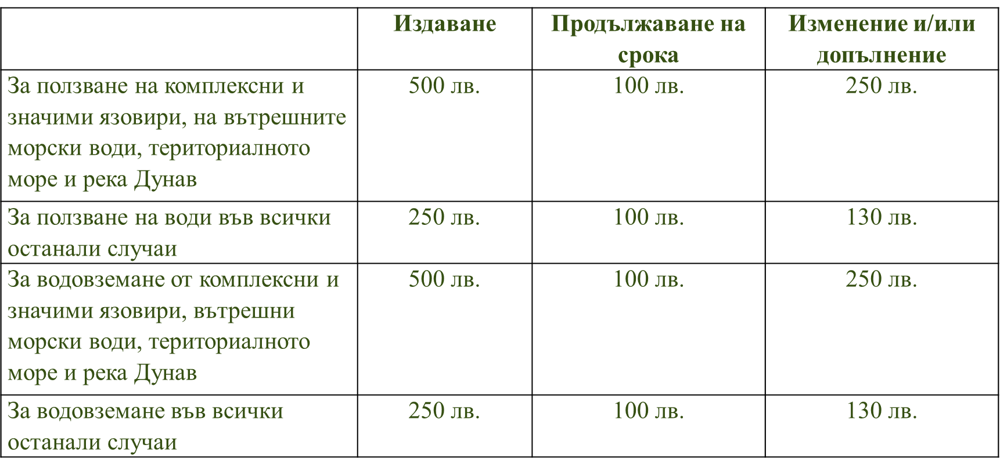 Издаване
Продължаване на
срока
Изменение и/или
допълнение
За ползване на комплексни и
значими язовири, на вътрешните
морски води, териториалното
море и река Дунав
500 лв.
100 лв.
250 лв.
За ползване на води във всички
останали случаи
250 лв.
100 лв.
130 лв.
За водовземане от комплексни и
значими язовири, вътрешни
морски води, териториалното
море и река Дунав
500 лв.
100 лв.
250 лв.
За водовземане във всички
останали случаи
250 лв.
100 лв.
130 лв.